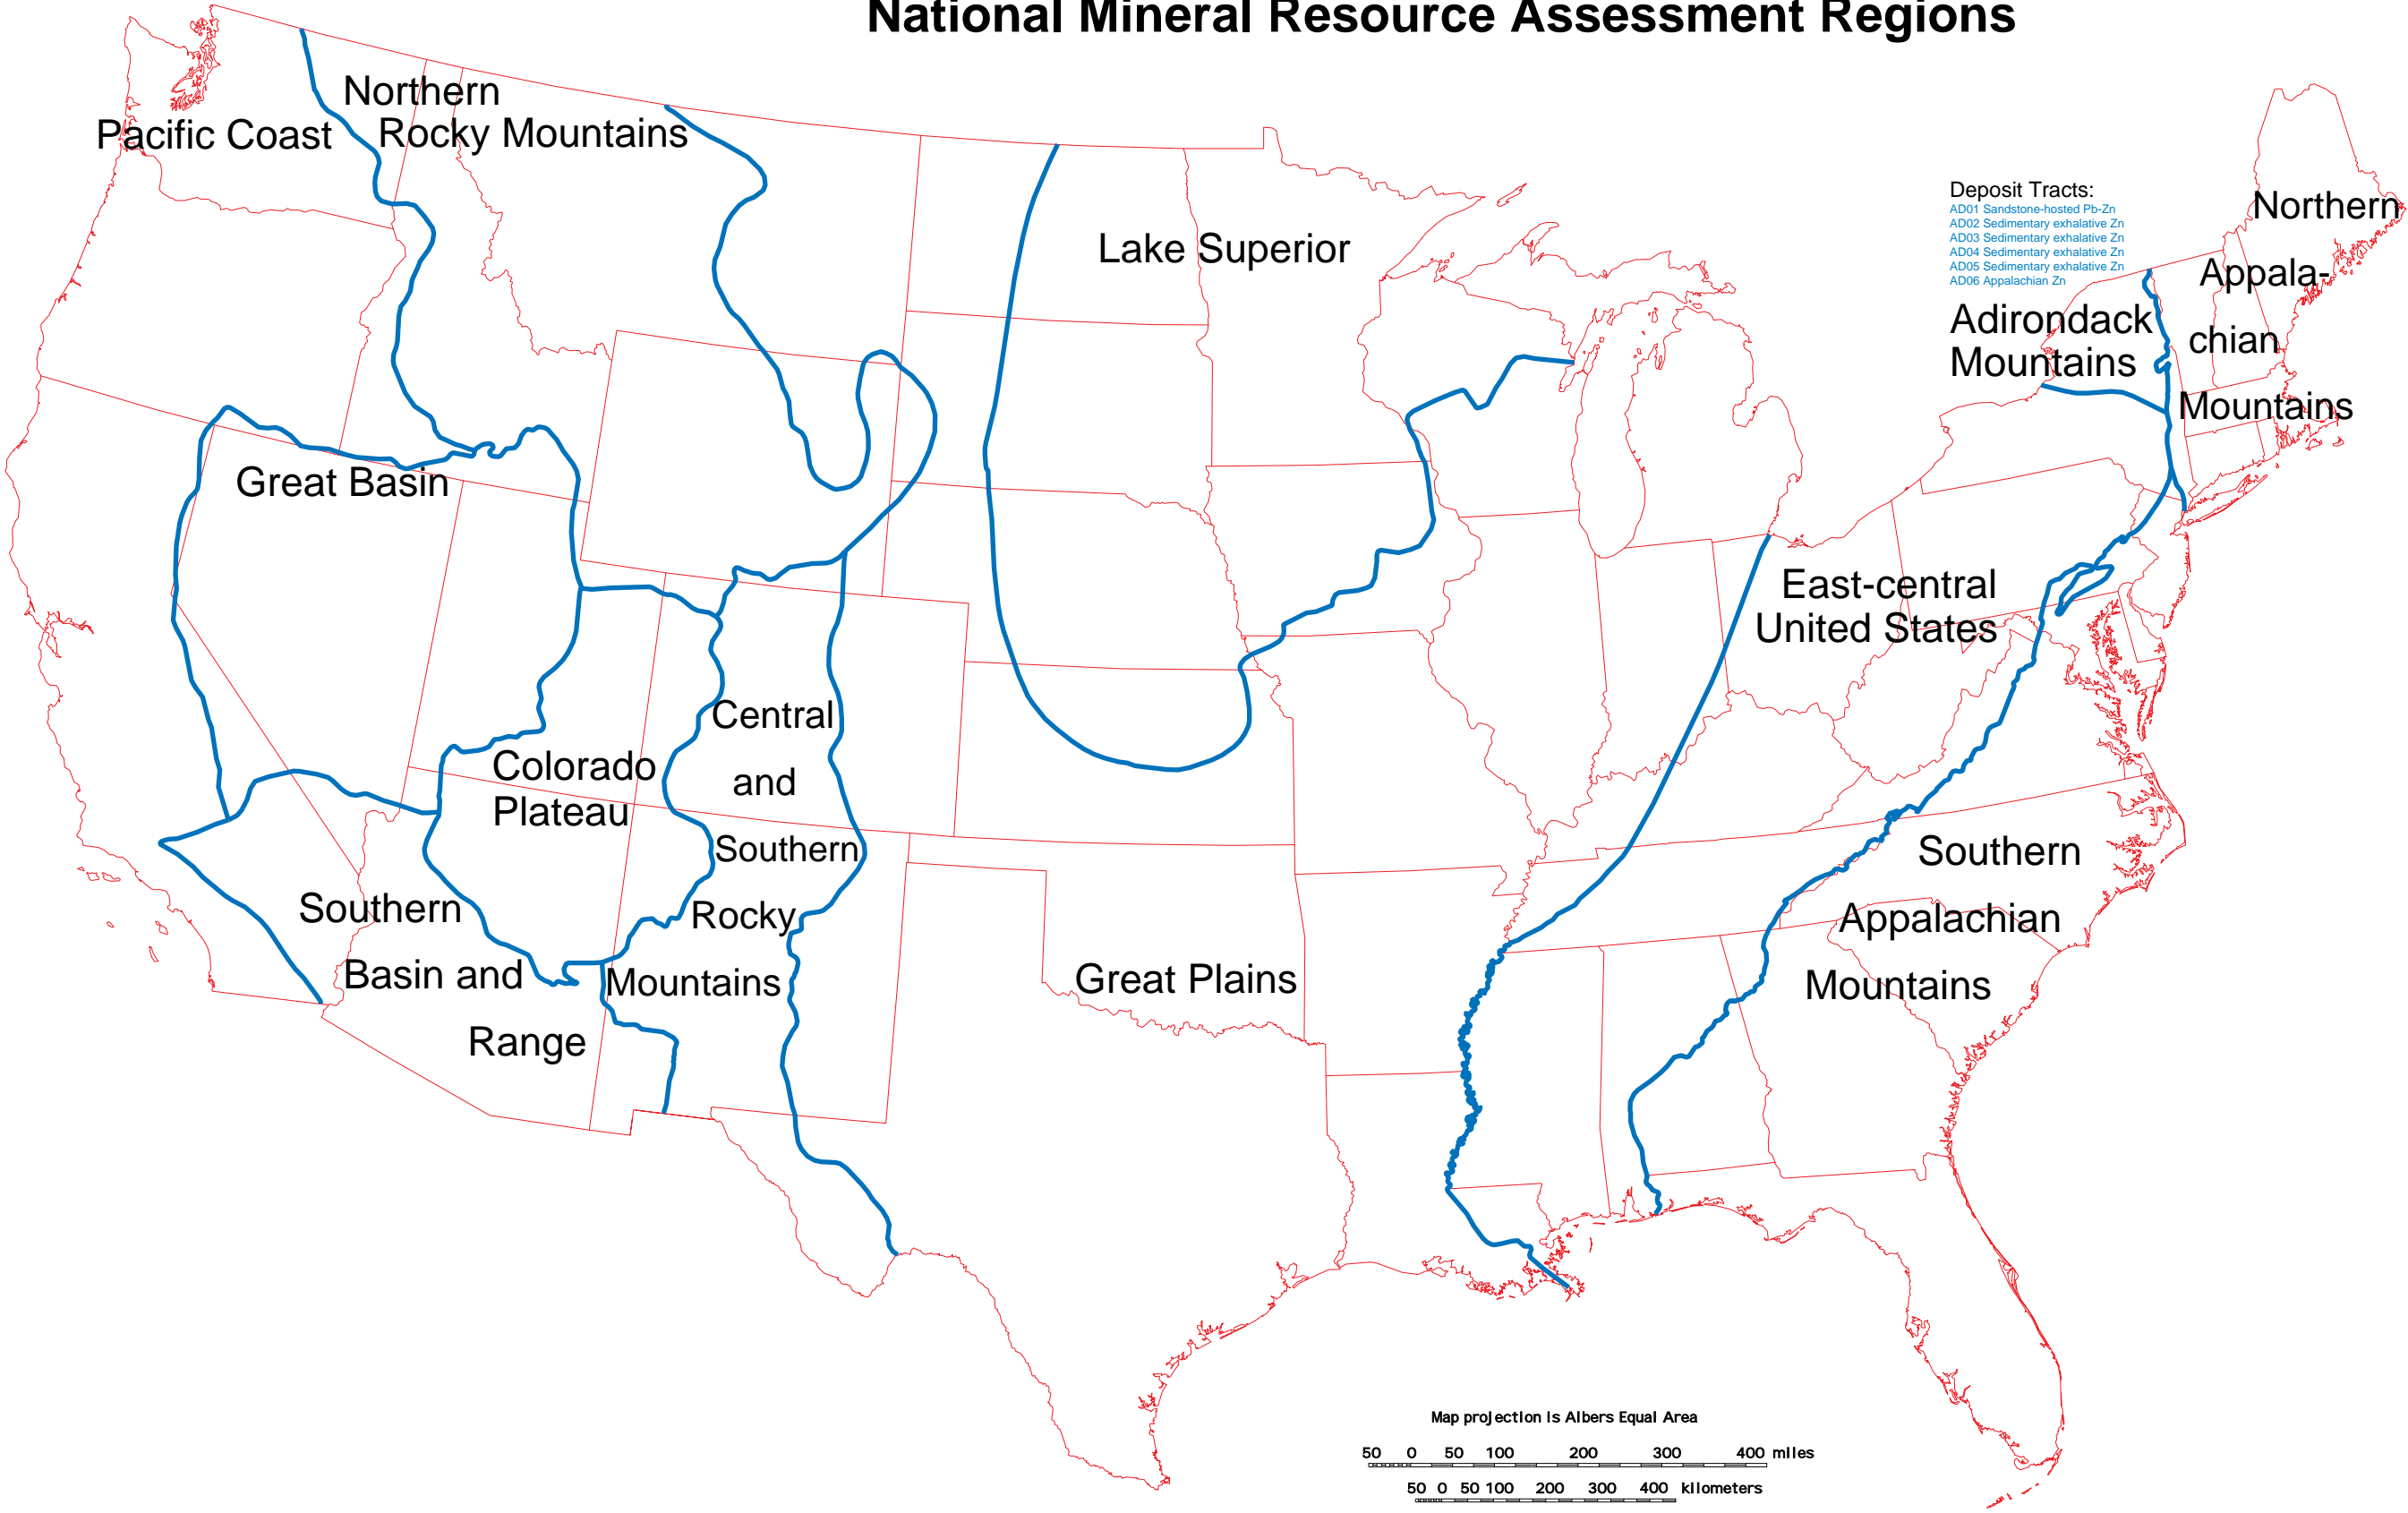 National Mineral Resource Assessment Regions
Northern
Rocky Mountains
Pacific Coast
Lake Superior
Deposit Tracts:
AD01 Sandstone-hosted Pb-Zn
AD02 Sedimentary exhalative Zn
AD03 Sedimentary exhalative Zn
AD04 Sedimentary exhalative Zn
AD05 Sedimentary exhalative Zn
AD06 Appalachian Zn
Adirondack
Mountains
Northern
Appala-
chian
Mountains
Great Basin
East-central
United States
Colorado
Plateau
Central
and
Southern
Rocky
Mountains
Southern
Basin and
Range
Great Plains
Southern
Appalachian
Mountains
Map projection is Albers Equal Area
50 0 50 100 200 300 400 miles
50 0 50 100 200 300 400 kilometers